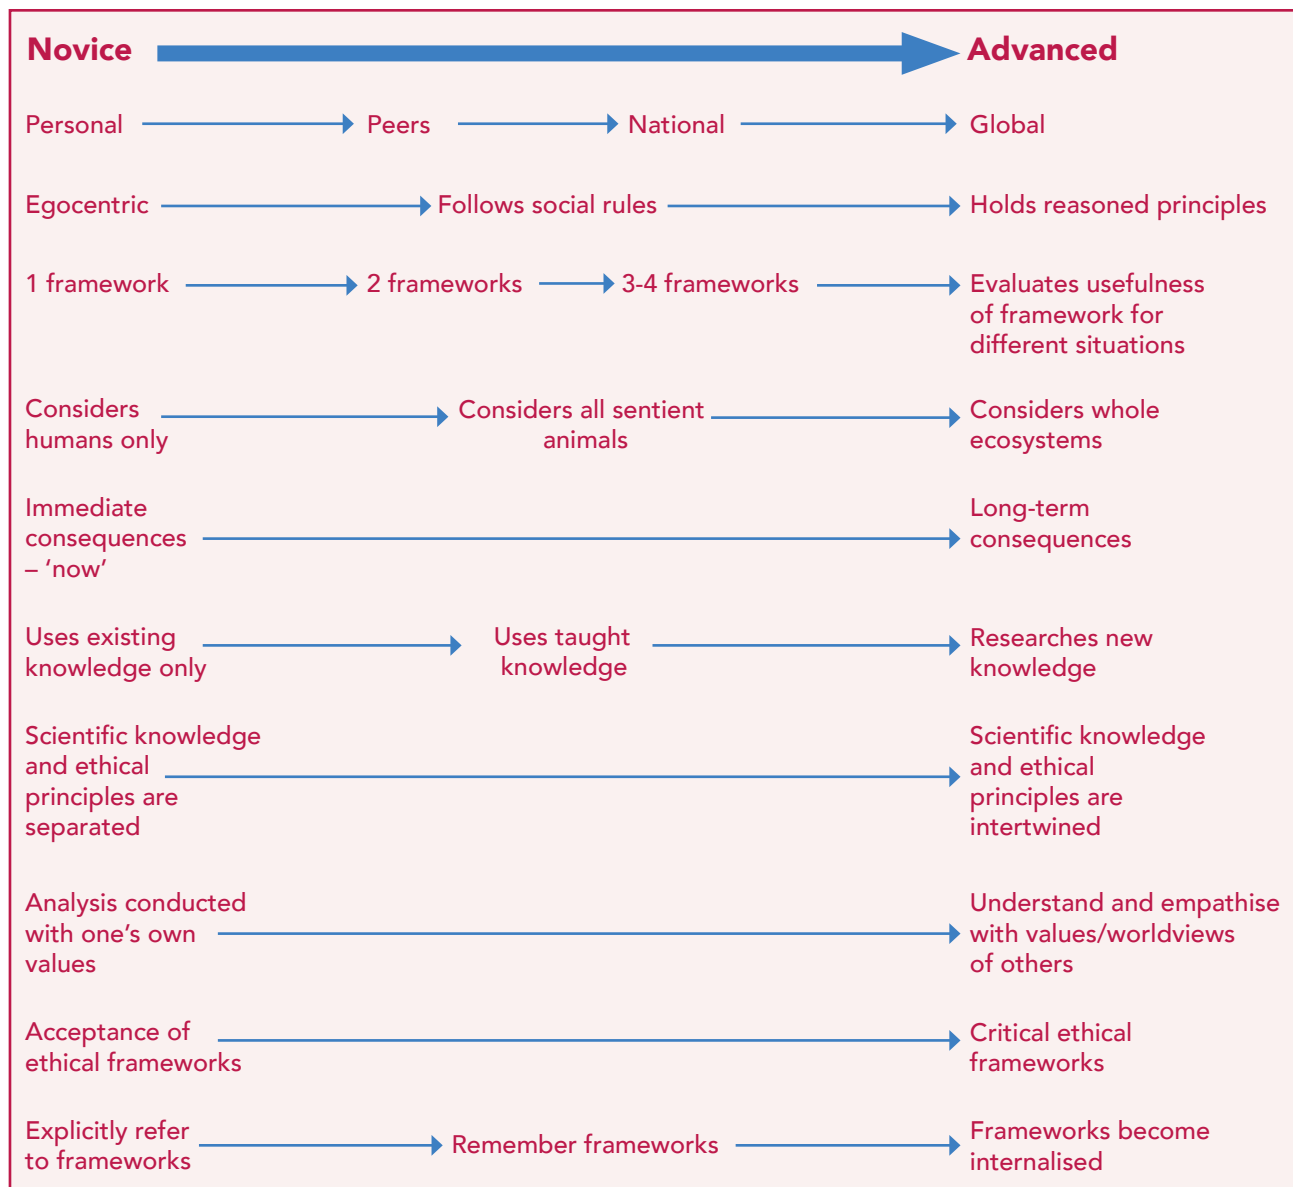 Novice Advanced
Personal Peers National Global
Egocentric Follows social rules Holds reasoned principles
1 framework 2 frameworks 3-4 frameworks Evaluates usefulness
of framework for
different situations
Considers
humans only
Considers all sentient
animals
Considers whole
ecosystems
Immediate
consequences
– ‘now’
Long-term
consequences
Uses existing
knowledge only
Uses taught
knowledge
Researches new
knowledge
Scientific knowledge
and ethical
principles are
separated
Scientific knowledge
and ethical
principles are
intertwined
Analysis conducted
with one’s own
values
Understand and empathise
with values/worldviews
of others
Acceptance of
ethical frameworks
Critical ethical
frameworks
Explicitly refer
to frameworks
Remember frameworks
Frameworks become
internalised